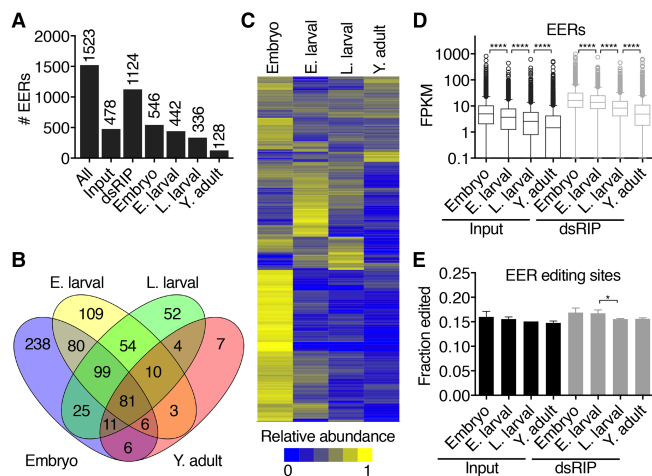 A
# EERs
2000
1500
1000
500
0
1523
478
1124
546
442
336
128
All
Input
dsRIP
Embryo
E. larval
L. larval
Y. adult
B
E. larval
L. larval
109
52
238
80
54
4
7
99
10
81
25
11
6
3
6
Embryo
Y. adult
C
Embryo
E. larval
L. larval
Y. adult
Relative abundance
0
1
D
EERs
**** **** ****
**** **** ****
FPKM
1000
100
10
1
0.1
Embryo
E. larval
L. larval
Y. adult
Embryo
E. larval
L. larval
Y. adult
Input
dsRIP
E
EER editing sites
*
Fraction edited
0.25
0.20
0.15
0.10
0.05
0.00
Embryo
E. larval
L. larval
Y. adult
Embryo
E. larval
L. larval
Y. adult
Input
dsRIP